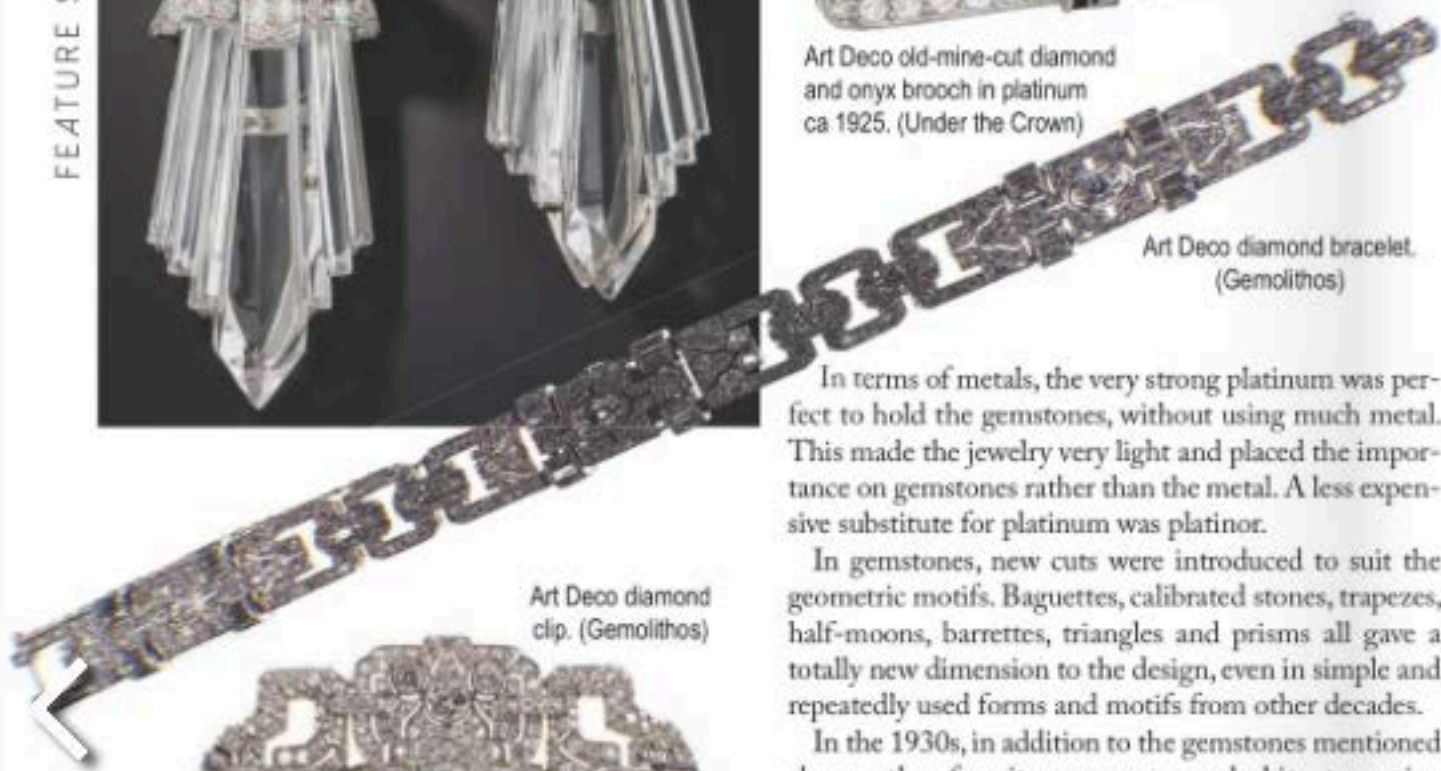 FEATURE
Art Deco old-mine-cut diamond
and onyx brooch in platinum
ca 1925. (Under the Crown)
Art Deco diamond bracelet.
(Gemolithos)
In terms of metals, the very strong platinum was per-
fect to hold the gemstones, without using much metal.
This made the jewelry very light and placed the impor-
tance on gemstones rather than the metal. A less expen-
sive substitute for platinum was platinor.
In gemstones, new cuts were introduced to suit the
geometric motifs. Baguettes, calibrated stones, trapezes,
half-moons, barrettes, triangles and prisms all gave a
totally new dimension to the design, even in simple and
repeatedly used forms and motifs from other decades.
In the 1930s, in addition to the gemstones mentioned
Art Deco diamond
clip. (Gemolithos)